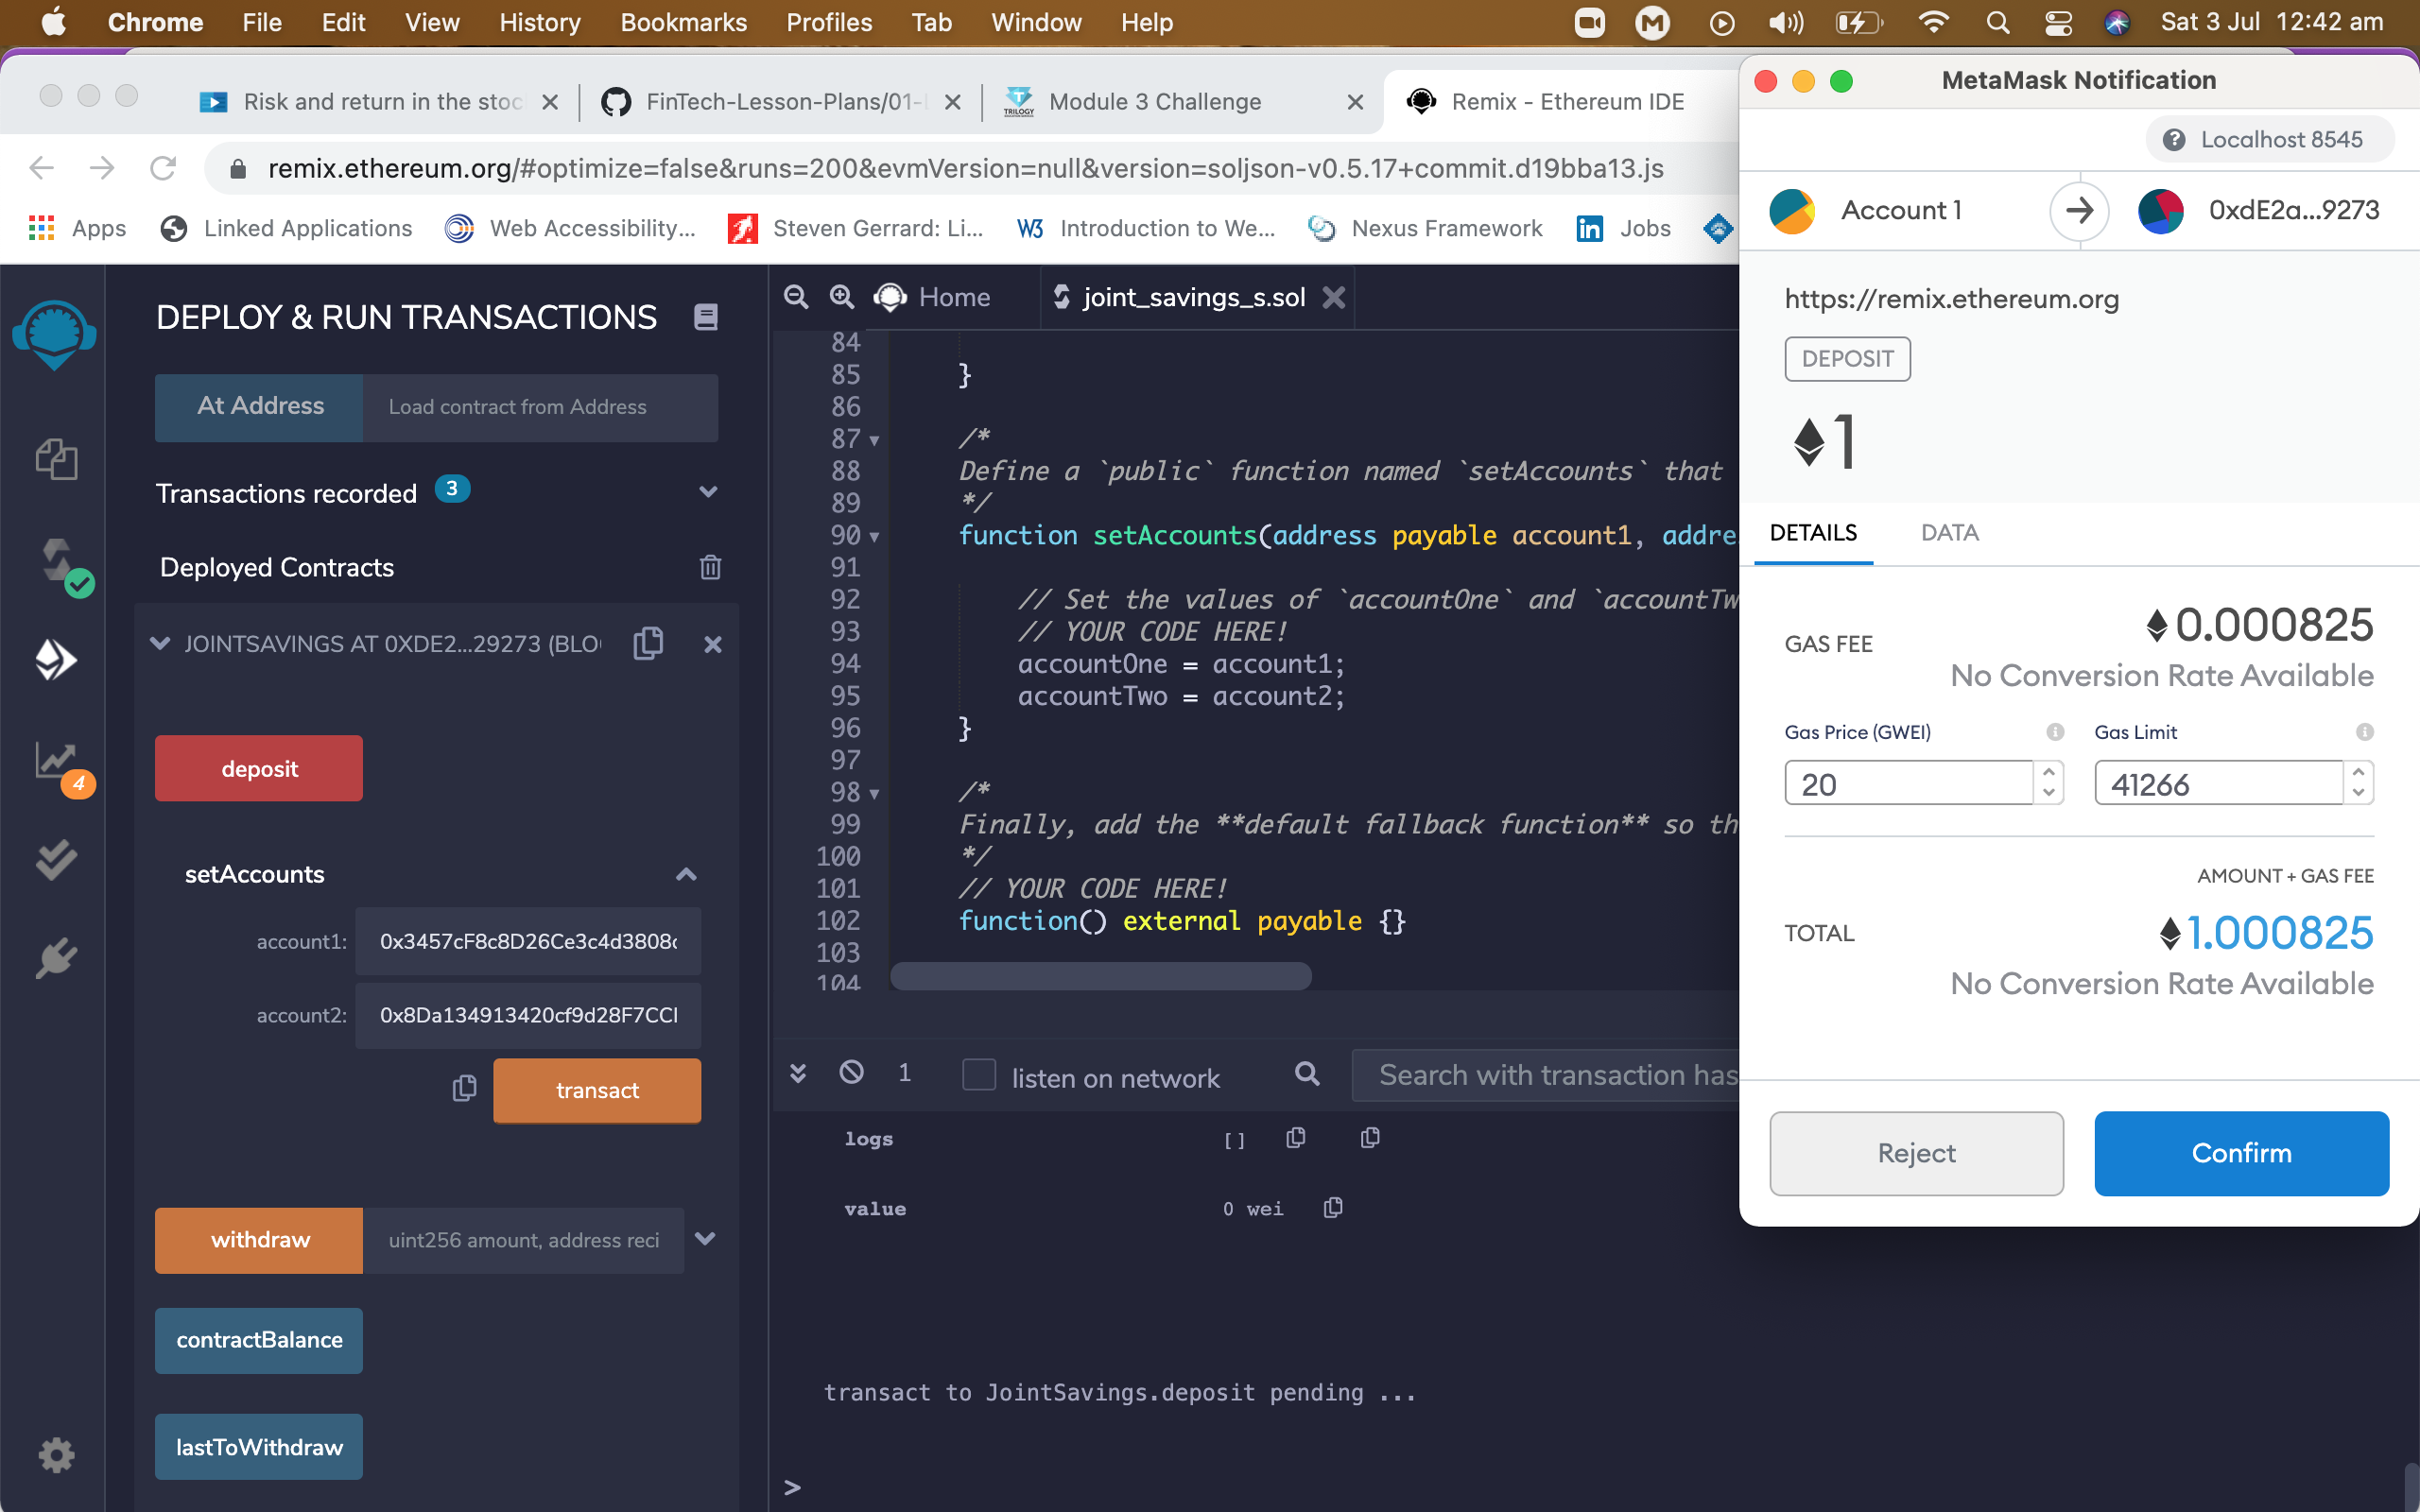 Chrome File Edit View History Bookmarks Profiles Tab Window Help Sat 3 Jul 12:42 am
Risk and return in the stoc
FinTech-Lesson-Plans/01-
Module 3 Challenge
Remix - Ethereum IDE
remix.ethereum.org/#optimize=false&runs=200&evmVersion=null&version=soljson-v0.5.17+commit.d19bba13.js
Apps Linked Applications Web Accessibility... Steven Gerrard: Li... Introduction to We... Nexus Framework Jobs
DEPLOY & RUN TRANSACTIONS
At Address Load contract from Address
Transactions recorded 3
Deployed Contracts
JOINTSAVINGS AT 0XDE2...29273 (BLO
deposit
setAccounts
account1: 0x3457cF8c8D26Ce3c4d3808
account2: 0x8Da134913420cf9d28F7CC
transact
withdraw uint256 amount, address reci
contractBalance
lastToWithdraw
4
Home joint_savings_s.sol
84
85 }
86
87 /*
88 Define a `public` function named `setAccounts` that
89 */
90 function setAccounts(address payable account1, addre
91
92 // Set the values of `accountOne` and `accountTw
93 // YOUR CODE HERE!
94 accountOne = account1;
95 accountTwo = account2;
96 }
97
98 /*
99 Finally, add the **default fallback function** so th
100 */
101 // YOUR CODE HERE!
102 function() external payable {}
103
104
1 listen on network Search with transaction has
logs []
value 0 wei
transact to JointSavings.deposit pending ...
>
MetaMask Notification
Localhost 8545
Account 1 0xdE2a...9273
https://remix.ethereum.org
DEPOSIT
1
DETAILS DATA
GAS FEE 0.000825
No Conversion Rate Available
Gas Price (GWEI) Gas Limit
20 41266
AMOUNT + GAS FEE
TOTAL 1.000825
No Conversion Rate Available
Reject Confirm